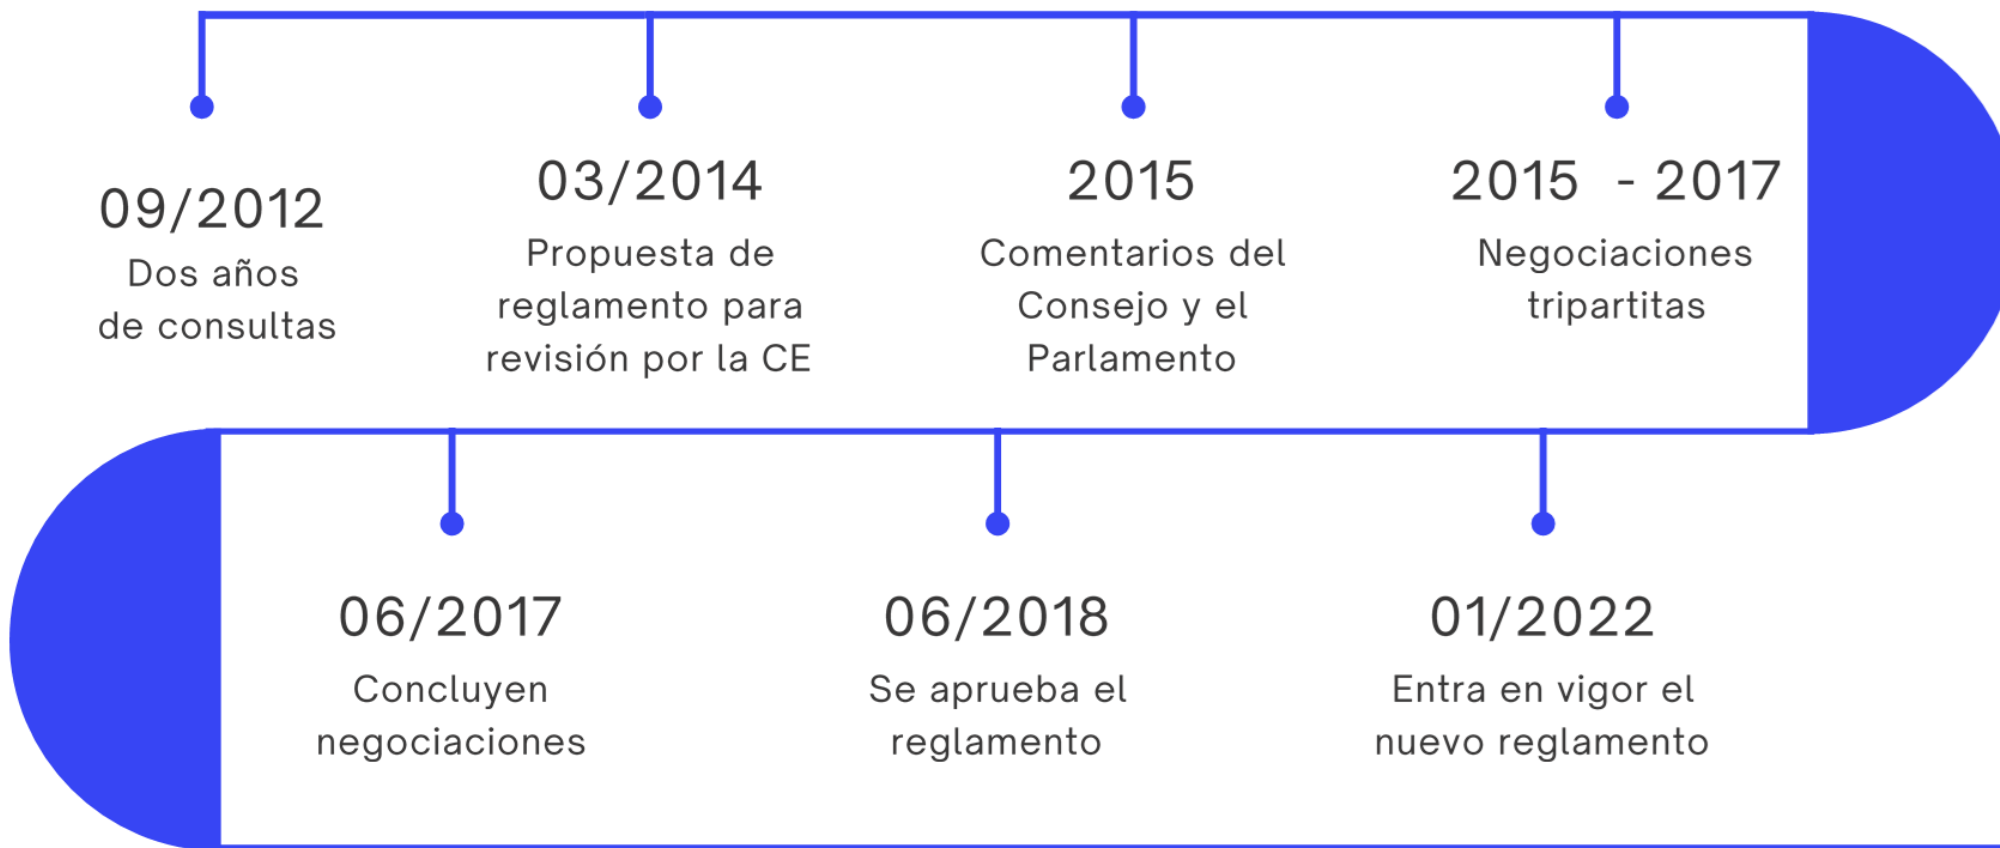 09/2012
Dos años
de consultas
03/2014
Propuesta de
reglamento para
revisión por la CE
2015
Comentarios del
Consejo y el
Parlamento
2015 - 2017
Negociaciones
tripartitas
06/2017
Concluyen
negociaciones
06/2018
Se aprueba el
reglamento
01/2022
Entra en vigor el
nuevo reglamento